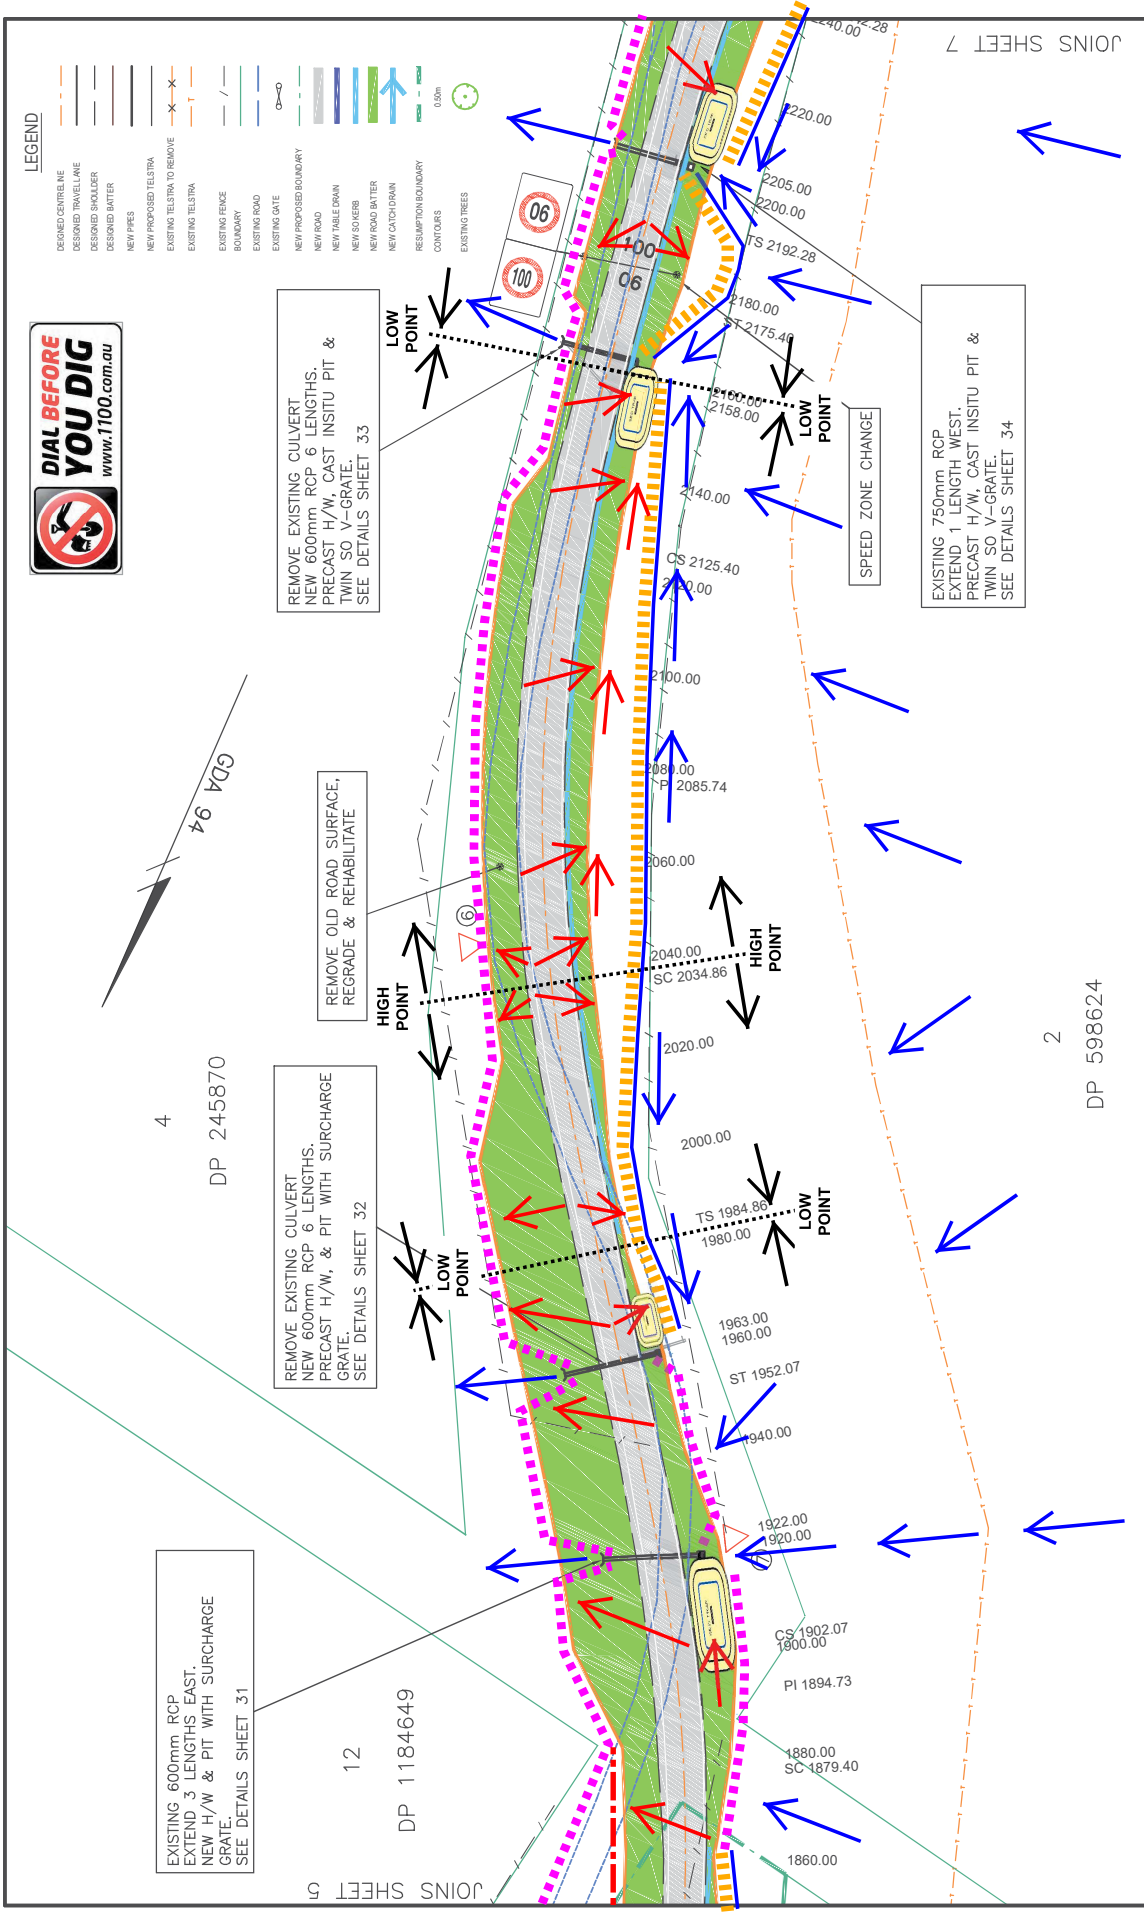 LEGEND
DEIGNED CENTRELINE
DESIGNED TRAVEL LANE
DESIGNED SHOULDER
DESIGNED BATTER
NEW PIPES
NEW PROPOSED TELSTRA
EXISTING TELSTRA TO REMOVE
EXISTING TELSTRA
EXISTING FENCE
BOUNDARY
EXISTING ROAD
EXISTING GATE
NEW PROPOSED BOUNDARY
NEW ROAD
NEW TABLE DRAIN
NEW SO KERB
NEW ROAD BATTER
NEW CATCH DRAIN
RESUMPTION BOUNDARY
CONTOURS
0.50m
EXISTING TREES
DIAL BEFORE
YOU DIG
www.1100.com.au
JOINS SHEET 7
JOINS SHEET 5
GDA 94
4
DP 245870
12
DP 1184649
2
DP 598624
EXISTING 600mm RCP
EXTEND 3 LENGTHS EAST.
NEW H/W & PIT WITH SURCHARGE
GRATE.
SEE DETAILS SHEET 31
REMOVE EXISTING CULVERT
NEW 600mm RCP 6 LENGTHS.
PRECAST H/W, & PIT WITH SURCHARGE
GRATE.
SEE DETAILS SHEET 32
REMOVE OLD ROAD SURFACE,
REGRADE & REHABILITATE
REMOVE EXISTING CULVERT
NEW 600mm RCP 6 LENGTHS.
PRECAST H/W, CAST INSITU PIT &
TWIN SO V-GRATE.
SEE DETAILS SHEET 33
EXISTING 750mm RCP
EXTEND 1 LENGTH WEST.
PRECAST H/W, CAST INSITU PIT &
TWIN SO V-GRATE.
SEE DETAILS SHEET 34
SPEED ZONE CHANGE
100
90
100
90
LOW
POINT
HIGH
POINT
LOW
POINT
LOW
POINT
HIGH
POINT
LOW
POINT
6
7
1860.00
1880.00
SC 1879.40
PI 1894.73
CS 1902.07
1900.00
1922.00
1920.00
1940.00
ST 1952.07
1963.00
1960.00
TS 1984.86
1980.00
2000.00
2020.00
2040.00
SC 2034.86
2060.00
2080.00
PI 2085.74
2100.00
CS 2125.40
2120.00
2140.00
2160.00
2158.00
2180.00
ST 2175.40
TS 2192.28
2205.00
2200.00
2220.00
2240.00